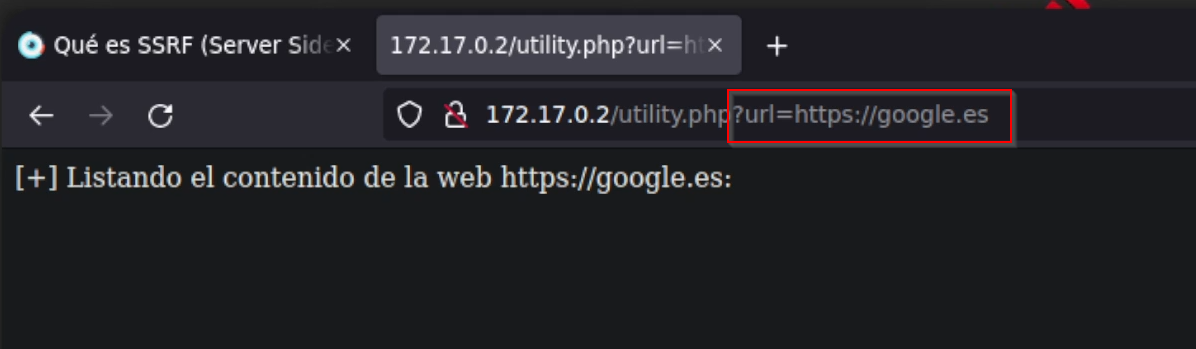 Qué es SSRF (Server Side
172.17.0.2/utility.php?url=ht
172.17.0.2/utility.php?url=https://google.es
[+] Listando el contenido de la web https://google.es: